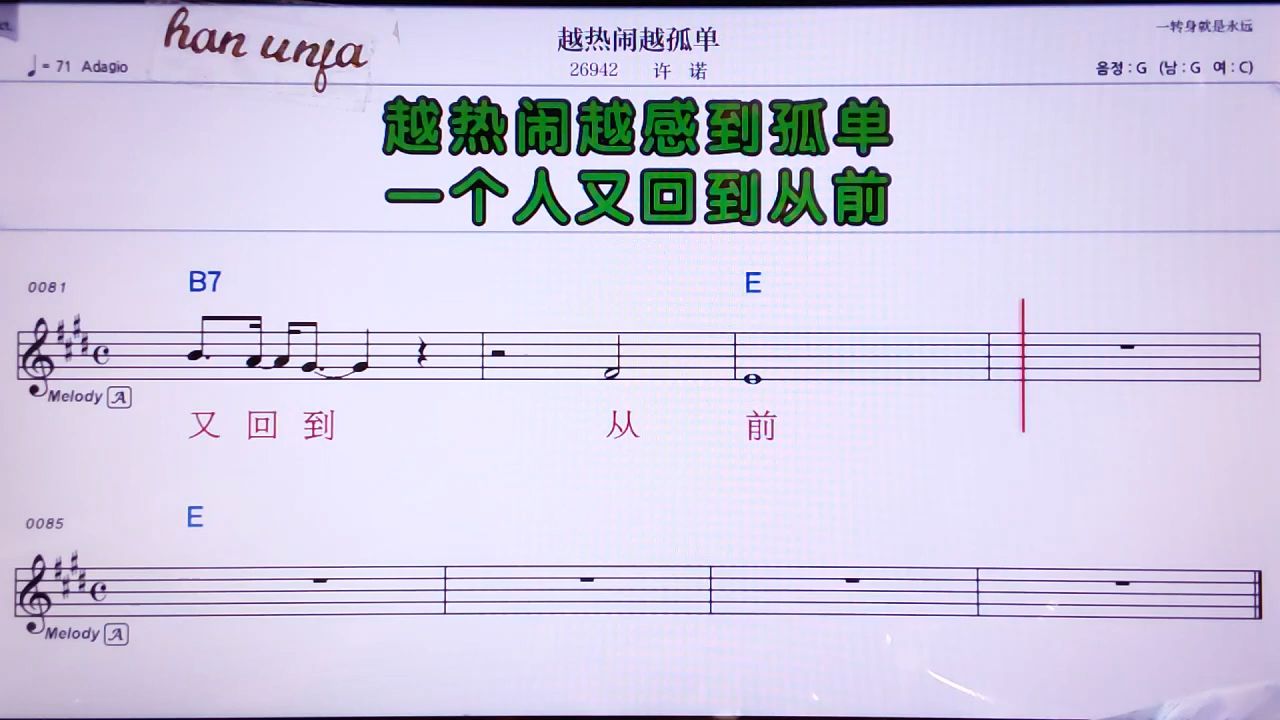 han unfa
越热闹越孤单
一转身就是永远
♩= 71 Adagio
26942 许 诺
음정 : G (남 : G 여 : C)
越热闹越感到孤单
一个人又回到从前
0081
B7 E
Melody A
又 回 到 从 前
0085
E
Melody A